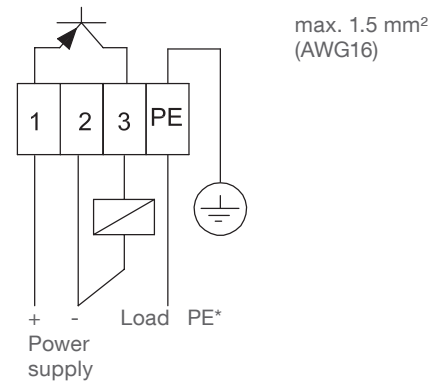 max. 1.5 mm²
(AWG16)
1 2 3 PE
+ - Load PE*
Power
supply